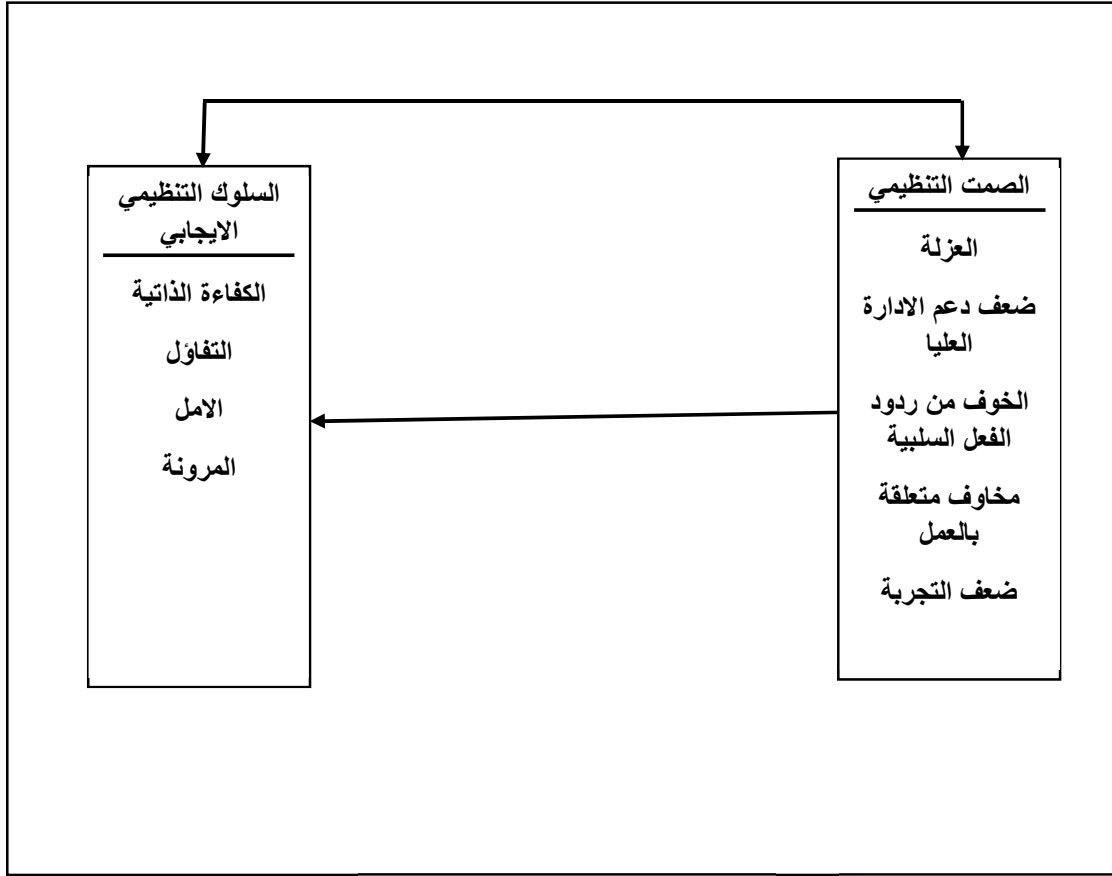 الصمت التنظيمي
العزلة
ضعف دعم الادارة
العليا
الخوف من ردود
الفعل السلبية
مخاوف متعلقة
بالعمل
ضعف التجربة
السلوك التنظيمي
الايجابي
الكفاءة الذاتية
التفاؤل
الامل
المرونة